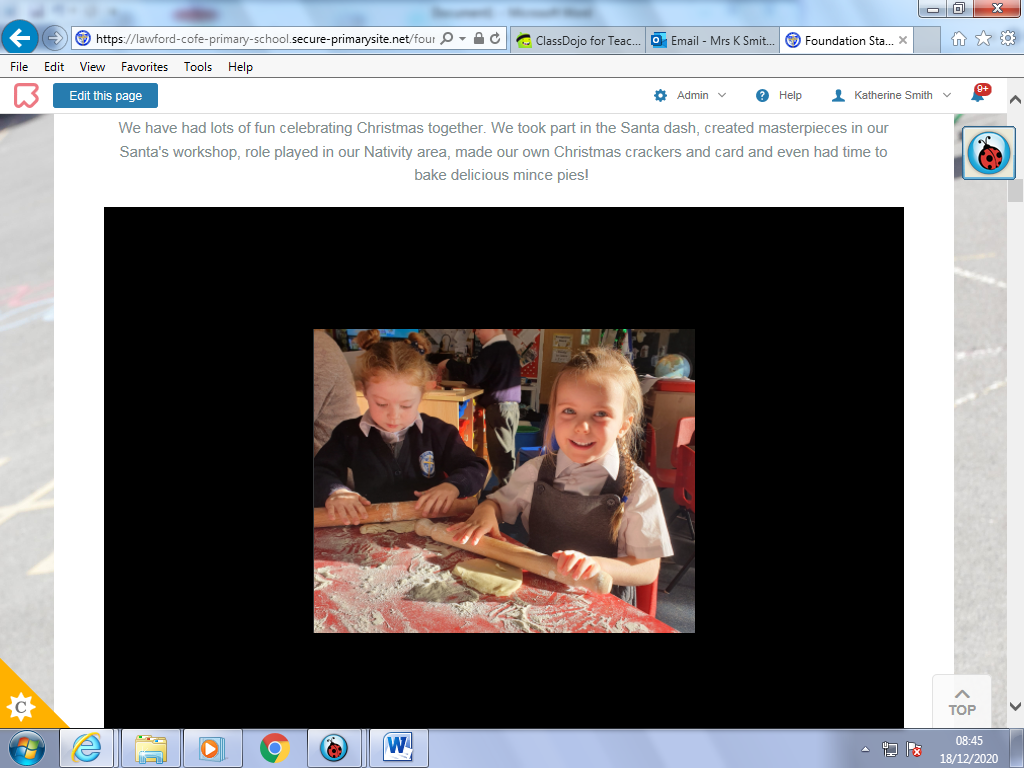 Document1 - Microsoft Word
https://lawford-cofe-primary-school.secure-primarysite.net/four
ClassDojo for Teac...
Email - Mrs K Smit...
Foundation Sta...
File Edit View Favorites Tools Help
Edit this page
Admin
Help
Katherine Smith
9+
We have had lots of fun celebrating Christmas together. We took part in the Santa dash, created masterpieces in our
Santa's workshop, role played in our Nativity area, made our own Christmas crackers and card and even had time to
bake delicious mince pies!
C
TOP
08:45
18/12/2020